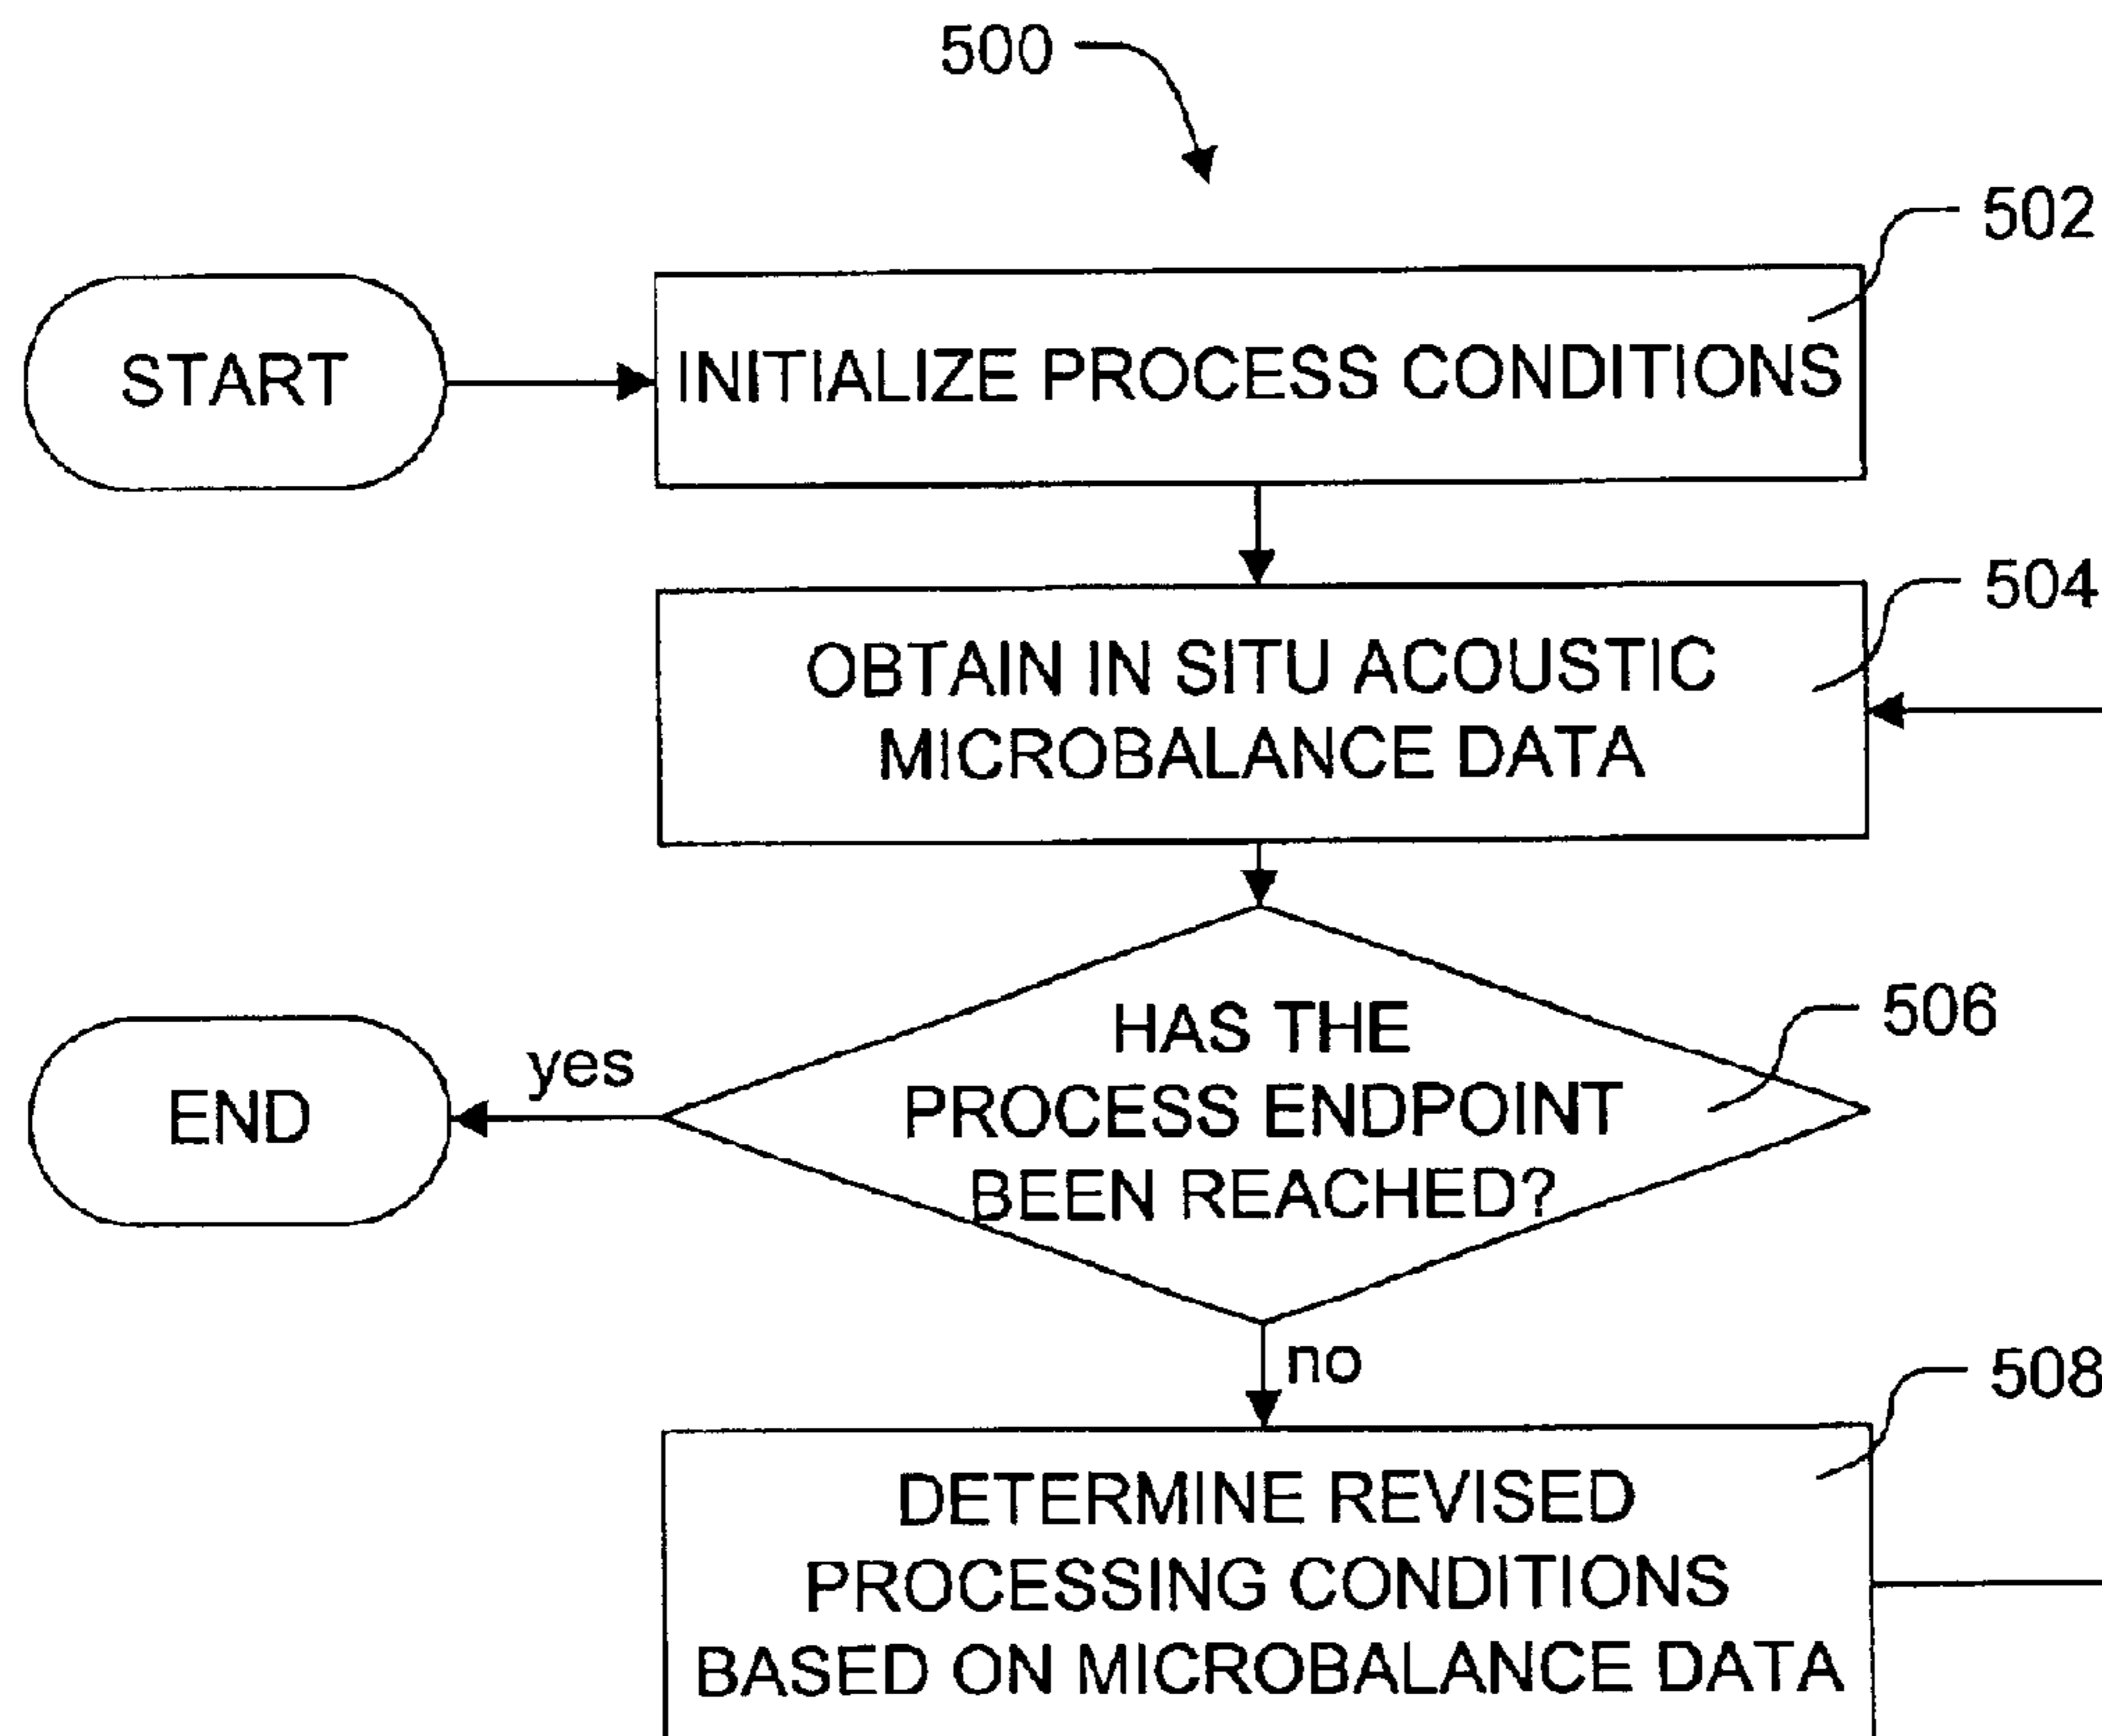 500
502
START
INITIALIZE PROCESS CONDITIONS
504
OBTAIN IN SITU ACOUSTIC
MICROBALANCE DATA
506
HAS THE
PROCESS ENDPOINT
BEEN REACHED?
yes
END
no
508
DETERMINE REVISED
PROCESSING CONDITIONS
BASED ON MICROBALANCE DATA